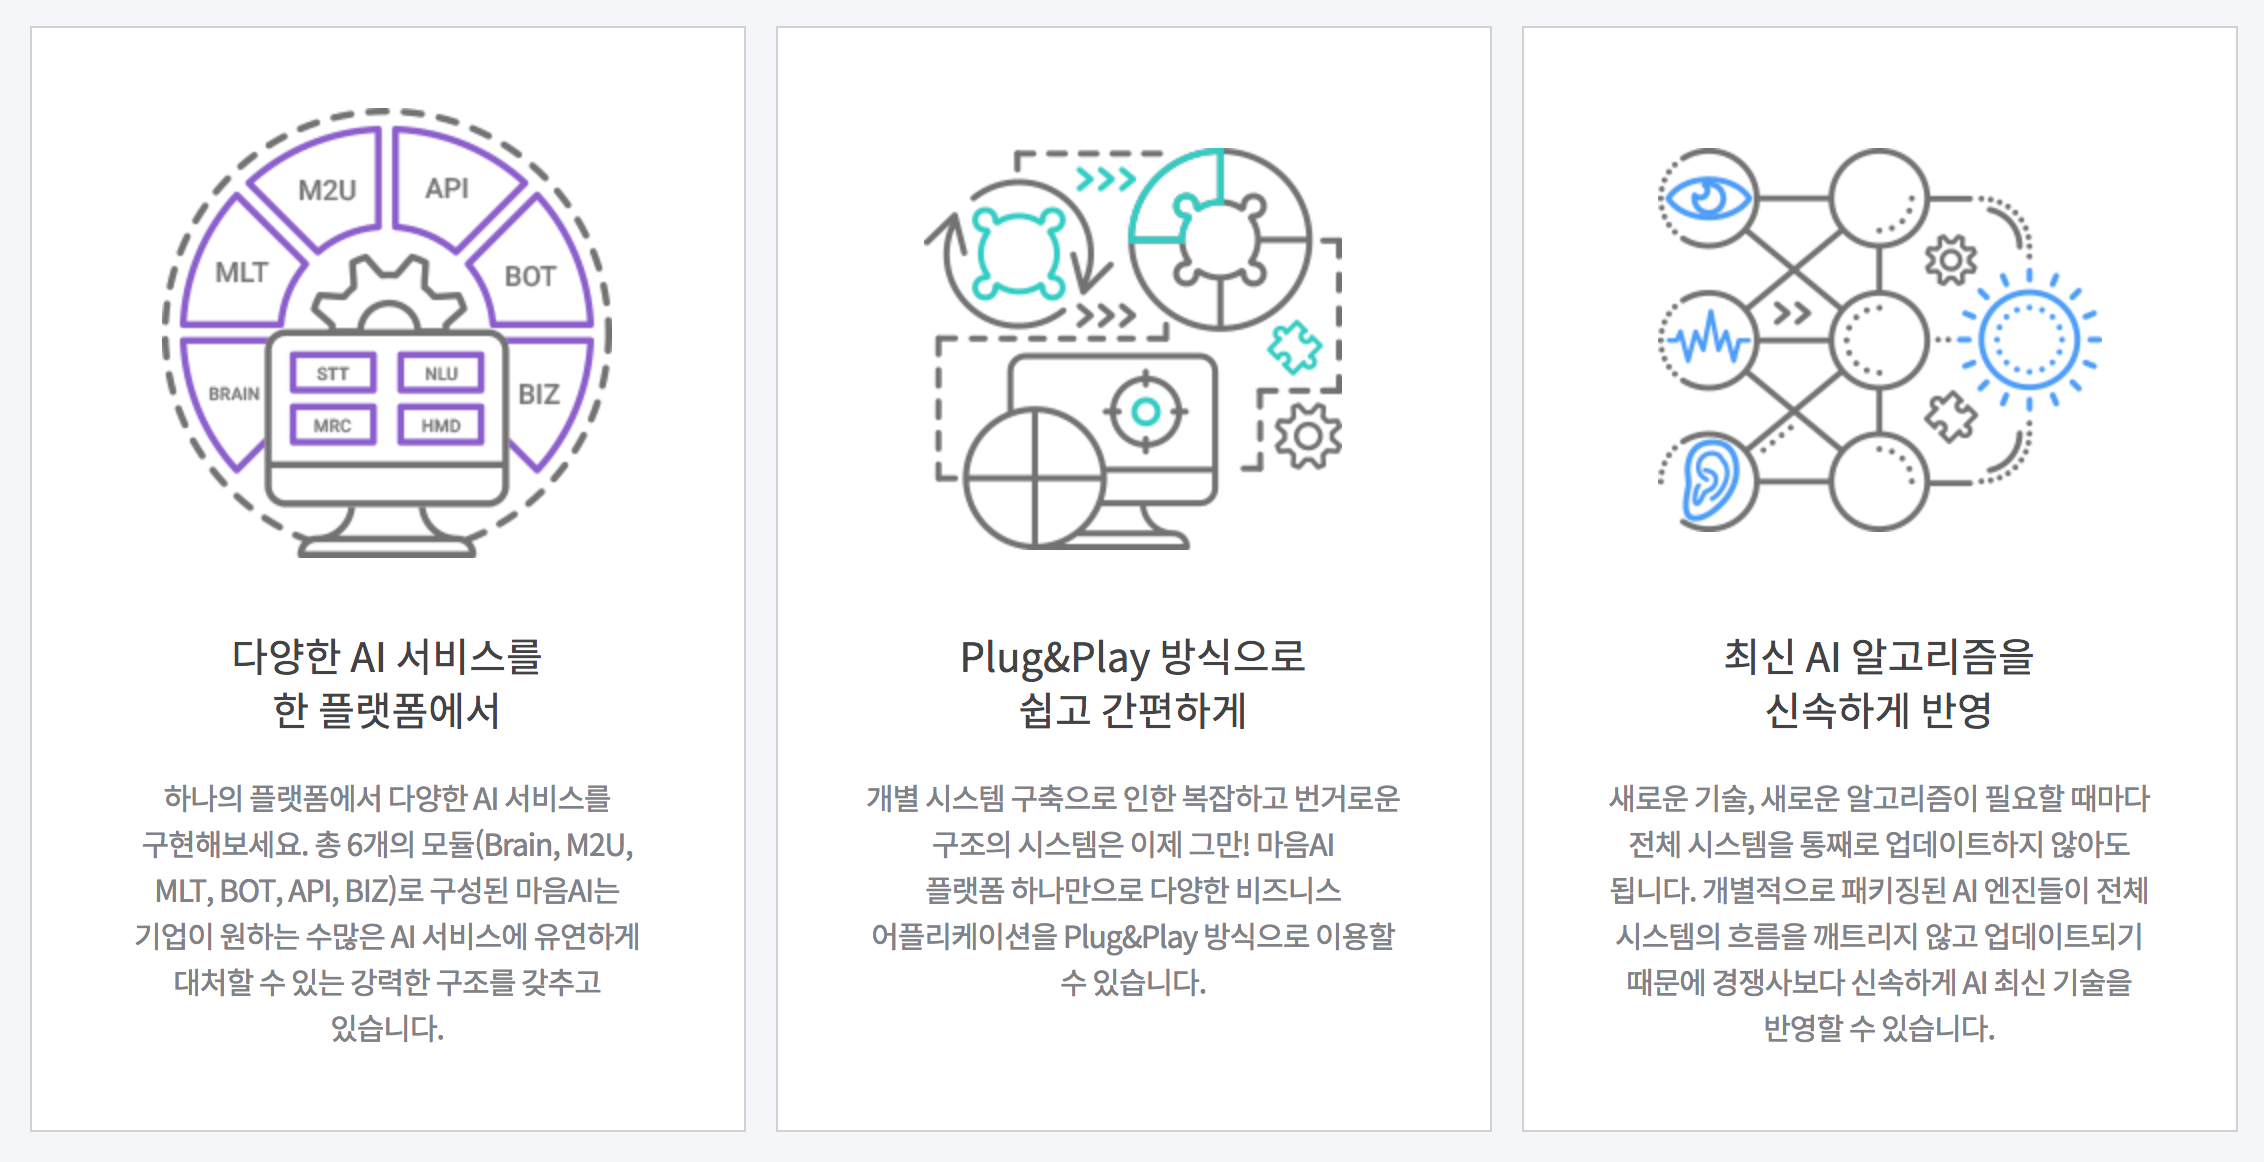 M2U
API
MLT
BOT
BRAIN
BIZ
STT
NLU
MRC
HMD
다양한 AI 서비스를
한 플랫폼에서
하나의 플랫폼에서 다양한 AI 서비스를
구현해보세요. 총 6개의 모듈(Brain, M2U,
MLT, BOT, API, BIZ)로 구성된 마음AI는
기업이 원하는 수많은 AI 서비스에 유연하게
대처할 수 있는 강력한 구조를 갖추고
있습니다.
Plug&Play 방식으로
쉽고 간편하게
개별 시스템 구축으로 인한 복잡하고 번거로운
구조의 시스템은 이제 그만! 마음AI
플랫폼 하나만으로 다양한 비즈니스
어플리케이션을 Plug&Play 방식으로 이용할
수 있습니다.
최신 AI 알고리즘을
신속하게 반영
새로운 기술, 새로운 알고리즘이 필요할 때마다
전체 시스템을 통째로 업데이트하지 않아도
됩니다. 개별적으로 패키징된 AI 엔진들이 전체
시스템의 흐름을 깨트리지 않고 업데이트되기
때문에 경쟁사보다 신속하게 AI 최신 기술을
반영할 수 있습니다.